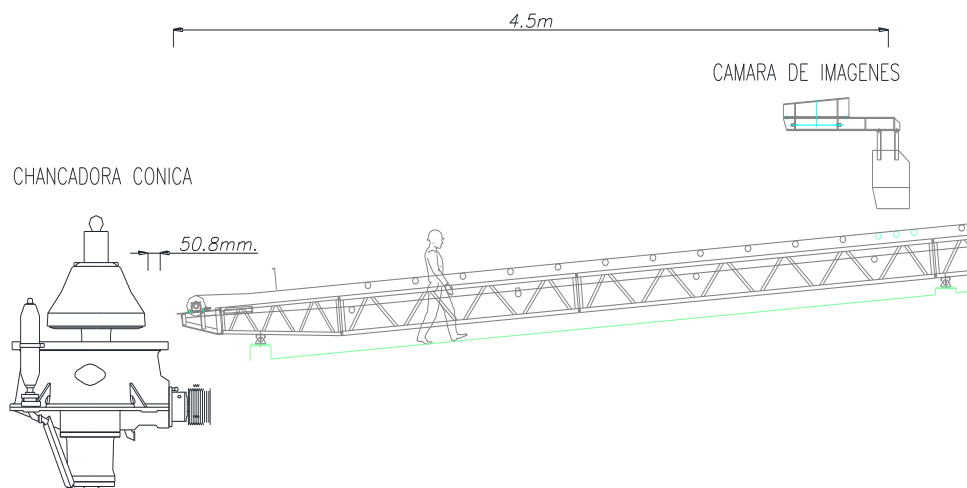 4.5m
CAMARA DE IMAGENES
CHANCADORA CONICA
50.8mm.